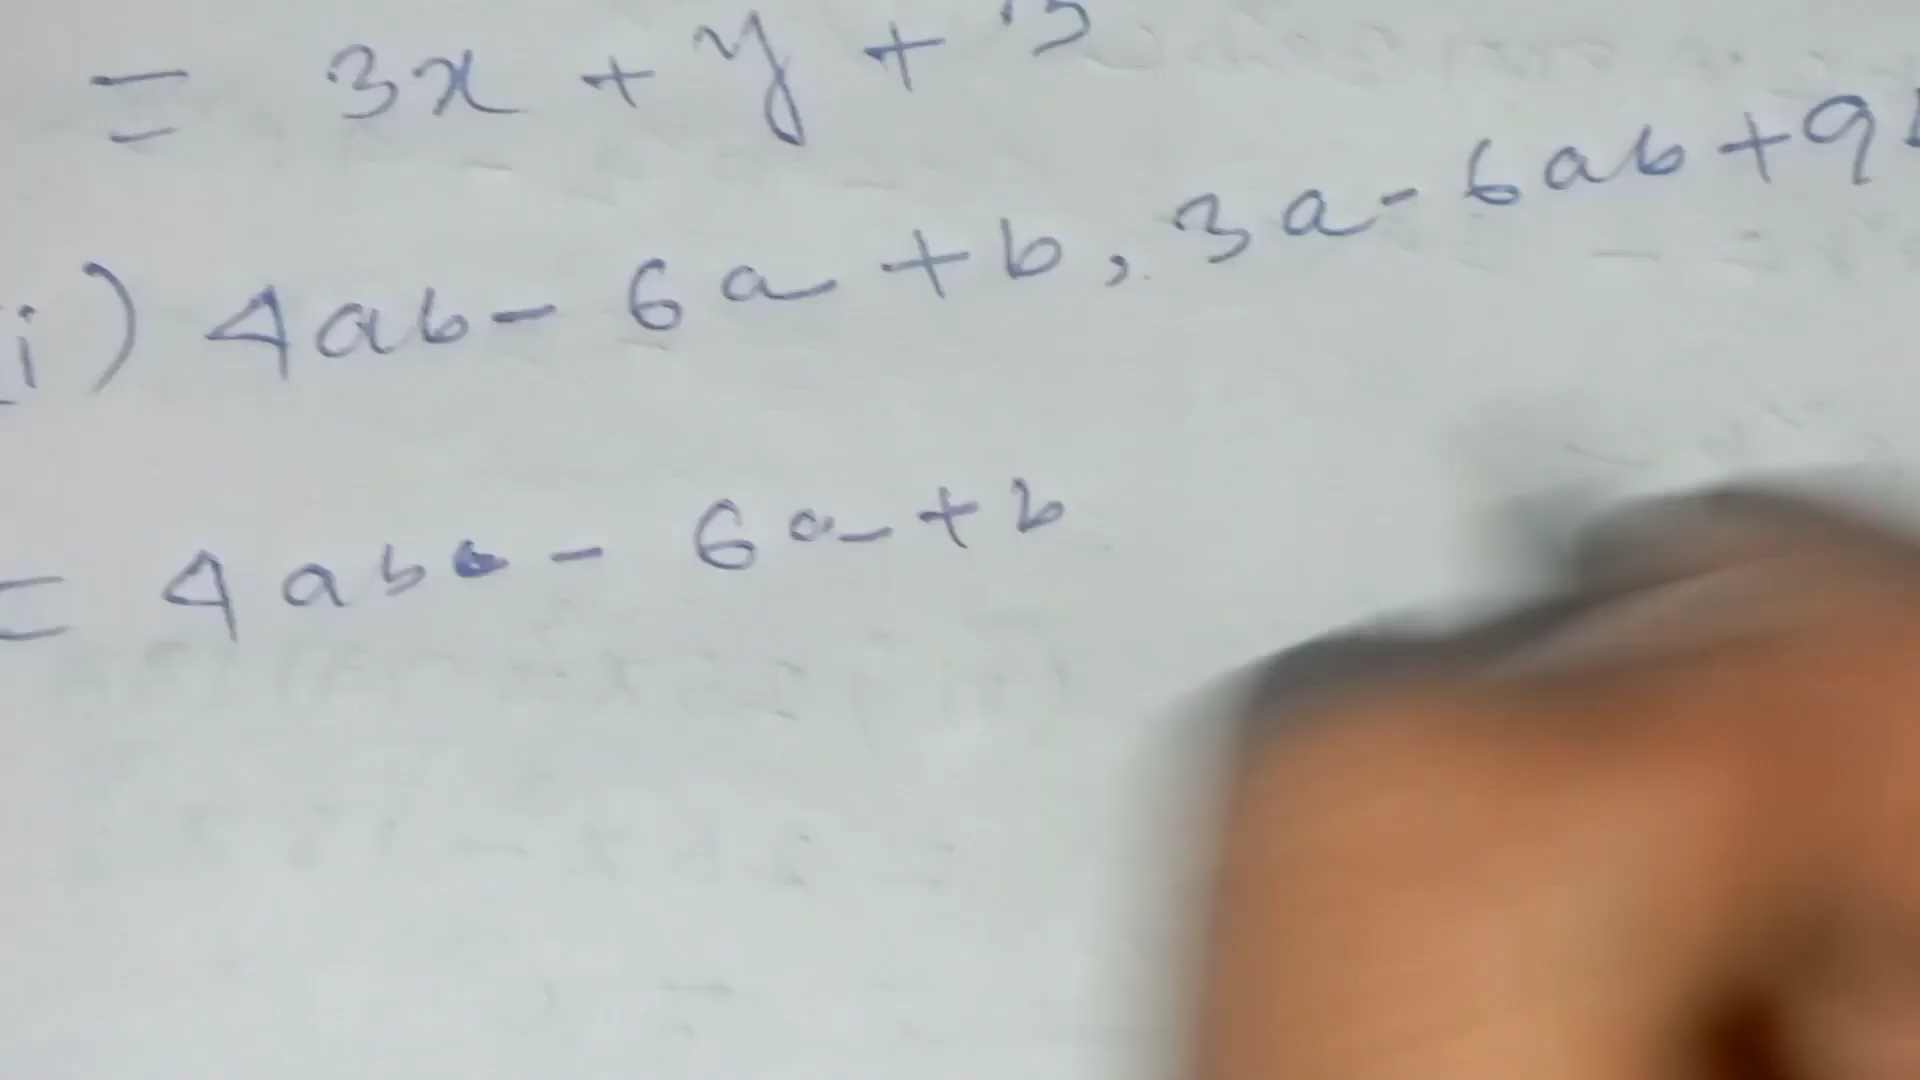 = 3x + y + 3
i) 4ab - 6a + b, 3a - 6ab + 9
= 4ab - 6a + b